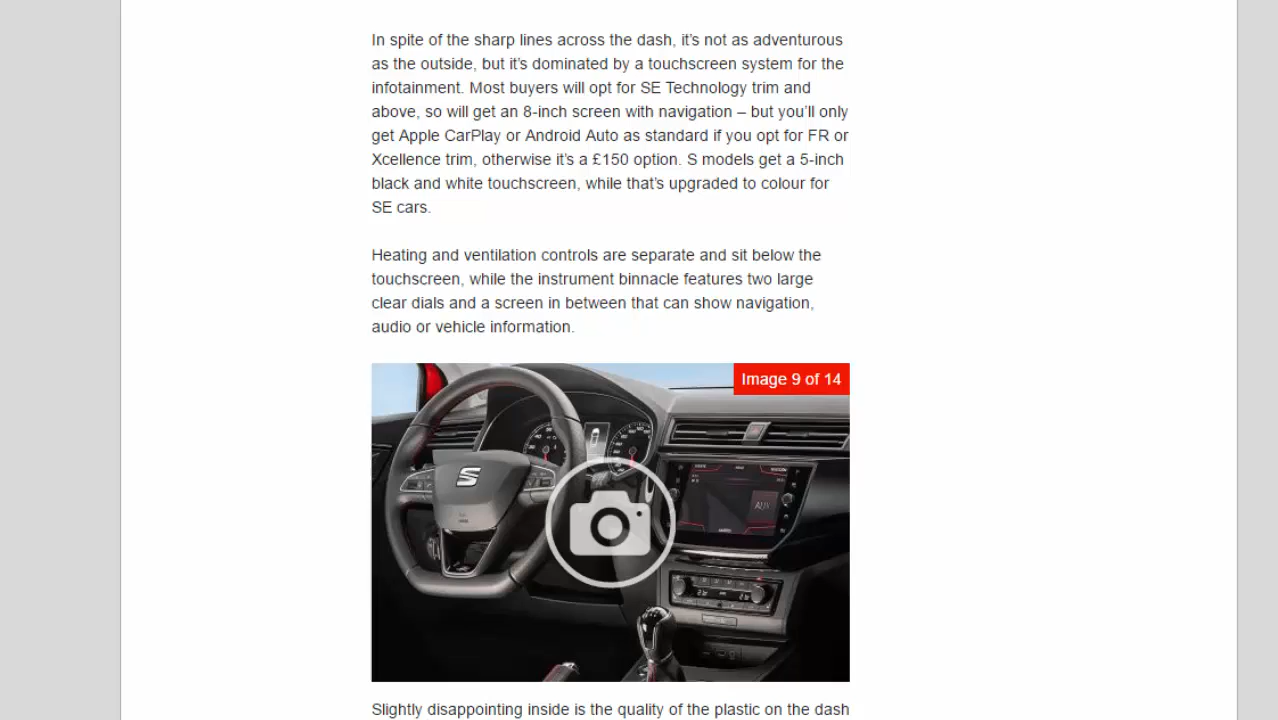 In spite of the sharp lines across the dash, it’s not as adventurous
as the outside, but it’s dominated by a touchscreen system for the
infotainment. Most buyers will opt for SE Technology trim and
above, so will get an 8-inch screen with navigation – but you’ll only
get Apple CarPlay or Android Auto as standard if you opt for FR or
Xcellence trim, otherwise it’s a £150 option. S models get a 5-inch
black and white touchscreen, while that’s upgraded to colour for
SE cars.
Heating and ventilation controls are separate and sit below the
touchscreen, while the instrument binnacle features two large
clear dials and a screen in between that can show navigation,
audio or vehicle information.
Image 9 of 14
AUX
Slightly disappointing inside is the quality of the plastic on the dash